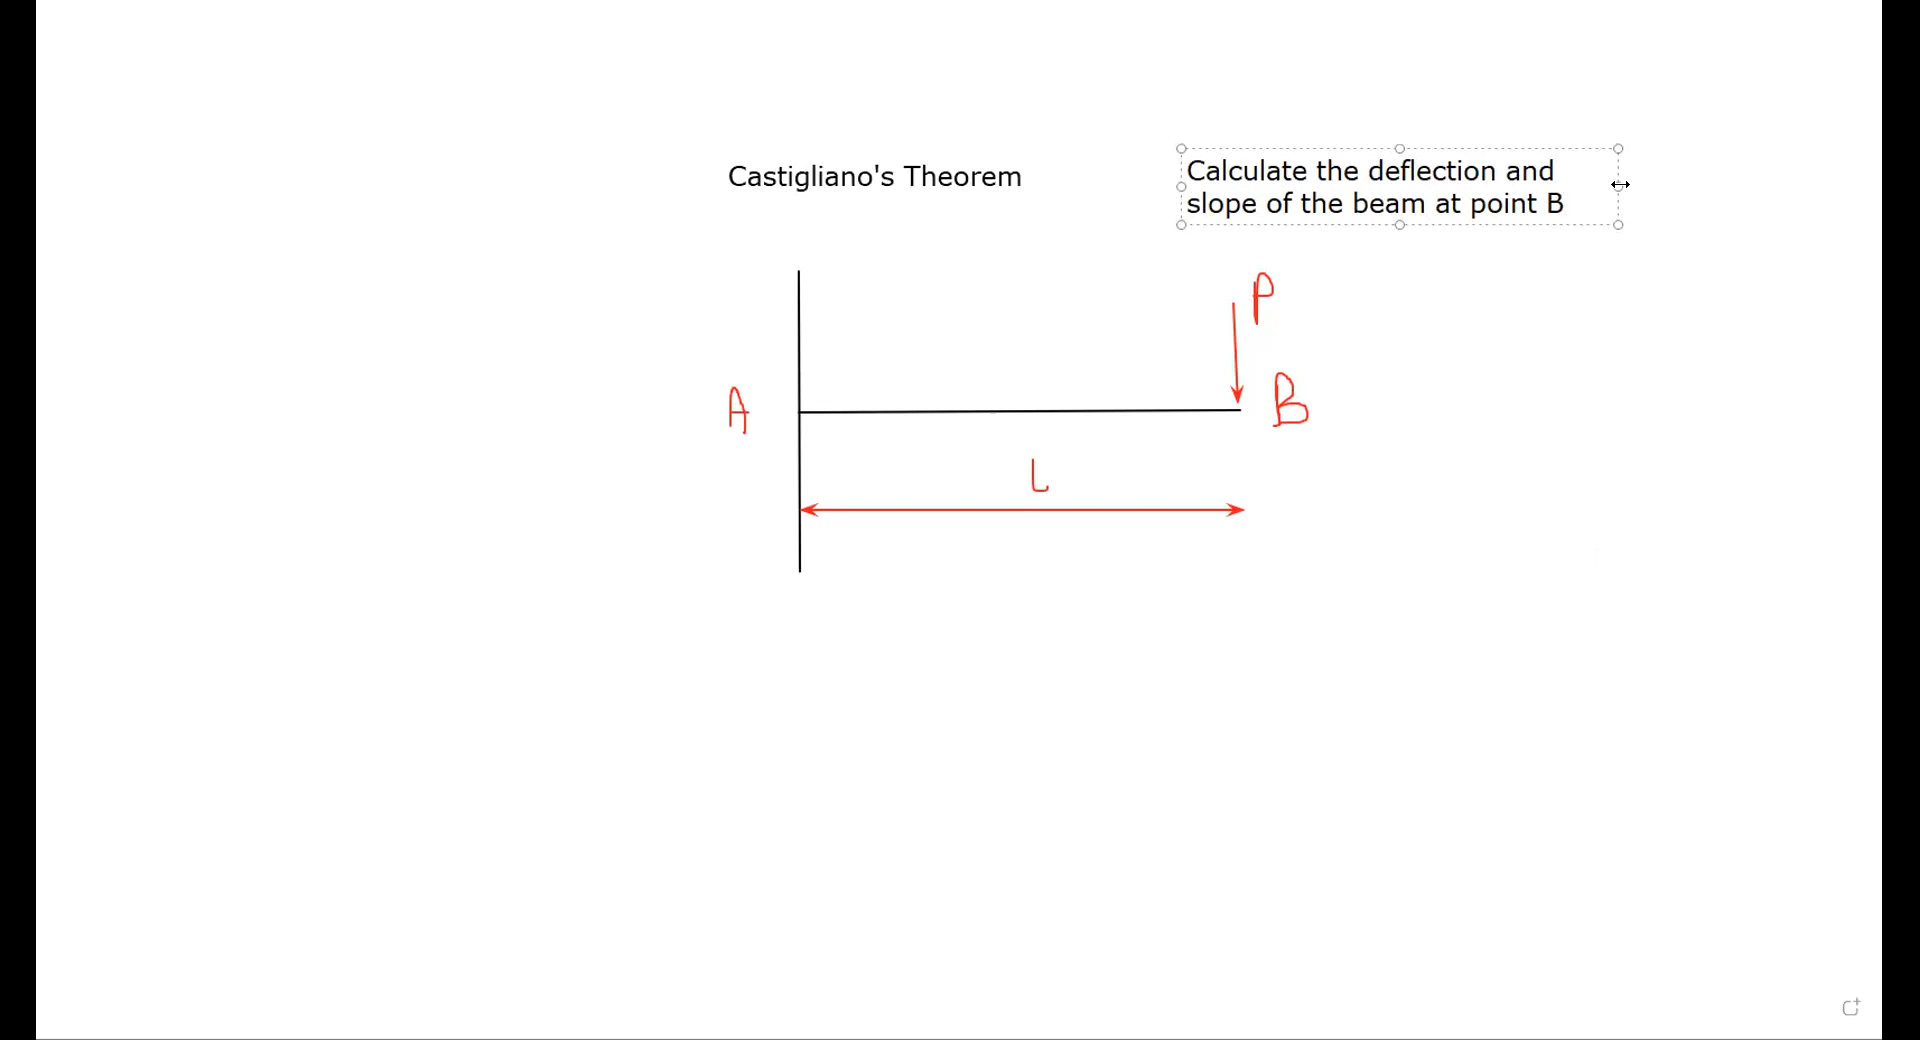 Castigliano's Theorem
Calculate the deflection and
slope of the beam at point B
P
A
B
L